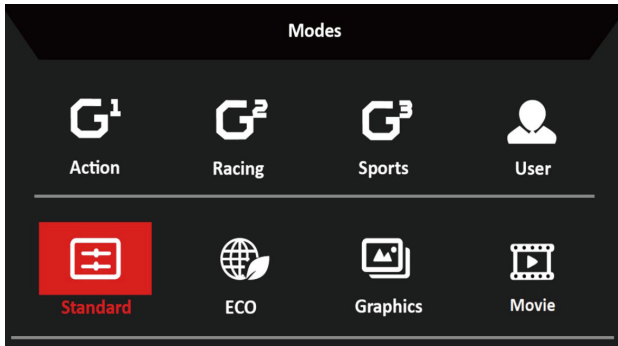 Modes
G¹ G² G³
Action Racing Sports User
Standard ECO Graphics Movie